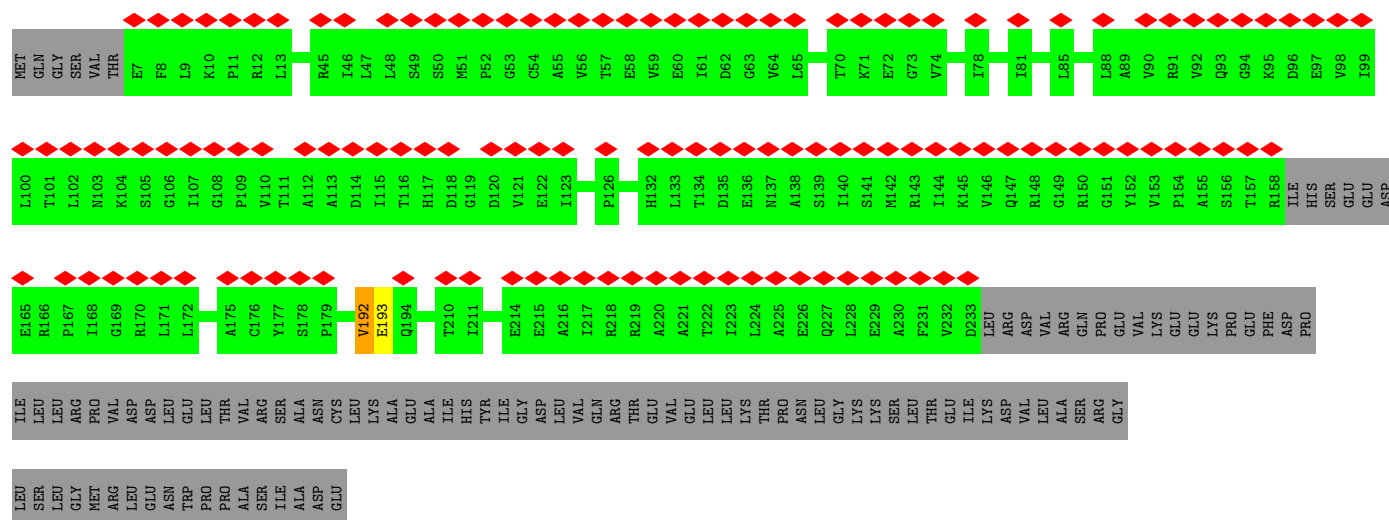 MET GLN GLY SER VAL THR E7 F8 L9 K10 P11 R12 L13 R45 I46 L47 L48 S49 S50 M51 P52 G53 C54 A55 V56 T57 E58 V59 E60 I61 D62 G63 V64 L65 T70 K71 E72 G73 V74 I78 I81 L85 L88 A89 V90 R91 V92 Q93 G94 K95 D96 E97 V98 I99
L100 T101 L102 N103 K104 S105 G106 I107 G108 P109 V110 T111 A112 A113 D114 I115 T116 H117 D118 G119 D120 V121 E122 I123 P126 H132 L133 T134 D135 E136 N137 A138 S139 I140 S141 M142 R143 I144 K145 V146 Q147 R148 G149 R150 G151 Y152 V153 P154 A155 S156 T157 R158 ILE HIS SER GLU GLU ASP
E165 R166 P167 I168 G169 R170 L171 L172 A175 C176 Y177 S178 P179 V192 E193 Q194 T210 I211 E214 E215 A216 I217 R218 R219 A220 A221 T222 I223 L224 A225 E226 Q227 L228 E229 A230 F231 V232 D233 LEU ARG ASP VAL ARG GLN PRO GLU VAL LYS GLU GLU LYS PRO GLU PHE ASP PRO
ILE LEU LEU ARG PRO VAL ASP ASP LEU GLU LEU THR VAL ARG SER ALA ASN CYS LEU LYS ALA GLU ALA ILE HIS TYR ILE GLY ASP LEU VAL GLN ARG THR GLU VAL GLU LEU LEU LYS THR PRO ASN LEU GLY LYS LYS SER LEU THR GLU ILE LYS ASP VAL LEU ALA SER ARG GLY
LEU SER LEU GLY MET ARG LEU GLU ASN TRP PRO PRO ALA SER ILE ALA ASP GLU